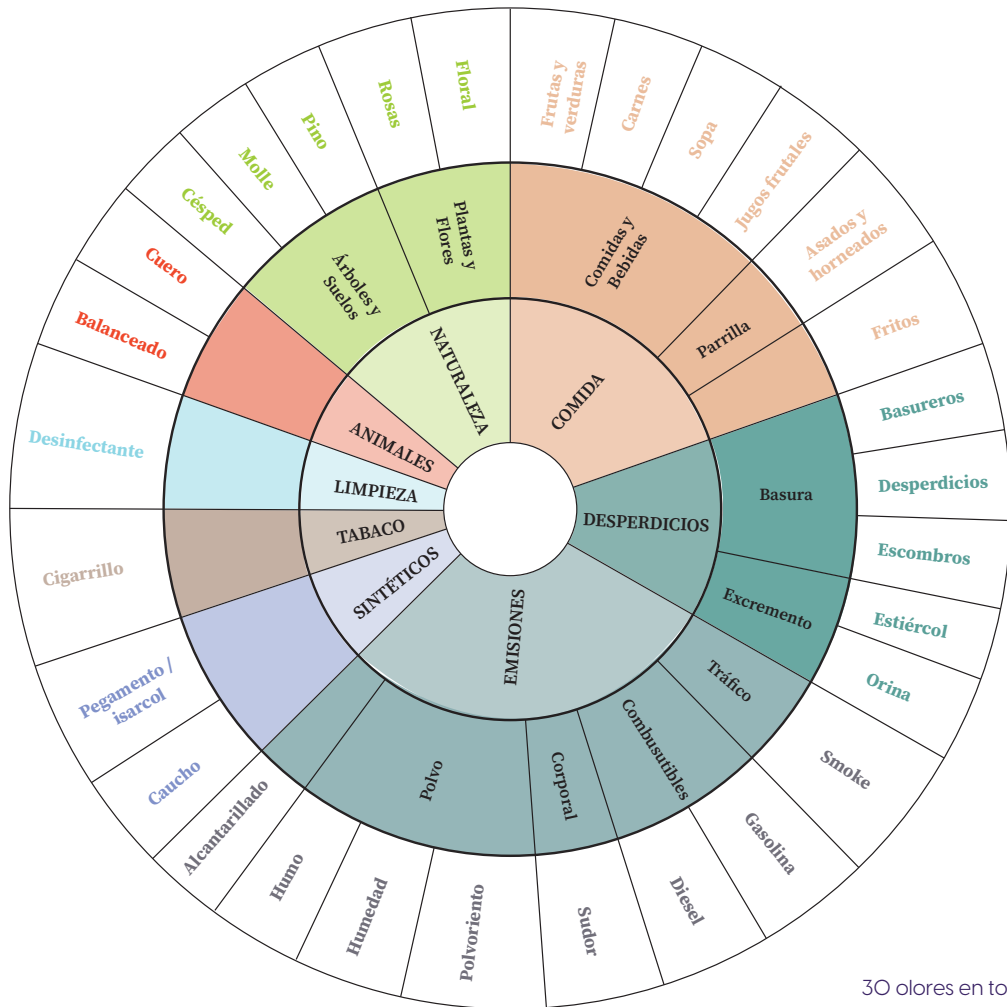 Floral
Frutas y
verduras
Carnes
Sopa
Jugos frutales
Asados y
horneados
Fritos
Basureros
Desperdicios
Escombros
Estiércol
Orina
Smoke
Gasolina
Diesel
Sudor
Polvoriento
Humedad
Humo
Alcantarillado
Caucho
Pegamento /
isarcol
Cigarrillo
Desinfectante
Balanceado
Cuero
Césped
Molle
Pino
Rosas
Plantas y
Flores
Comidas y
Bebidas
Parrilla
Basura
Excremento
Tráfico
Combusutibles
Corporal
Polvo
Árboles y
Suelos
NATURALEZA
COMIDA
DESPERDICIOS
EMISIONES
SINTÉTICOS
TABACO
LIMPIEZA
ANIMALES
30 olores en to